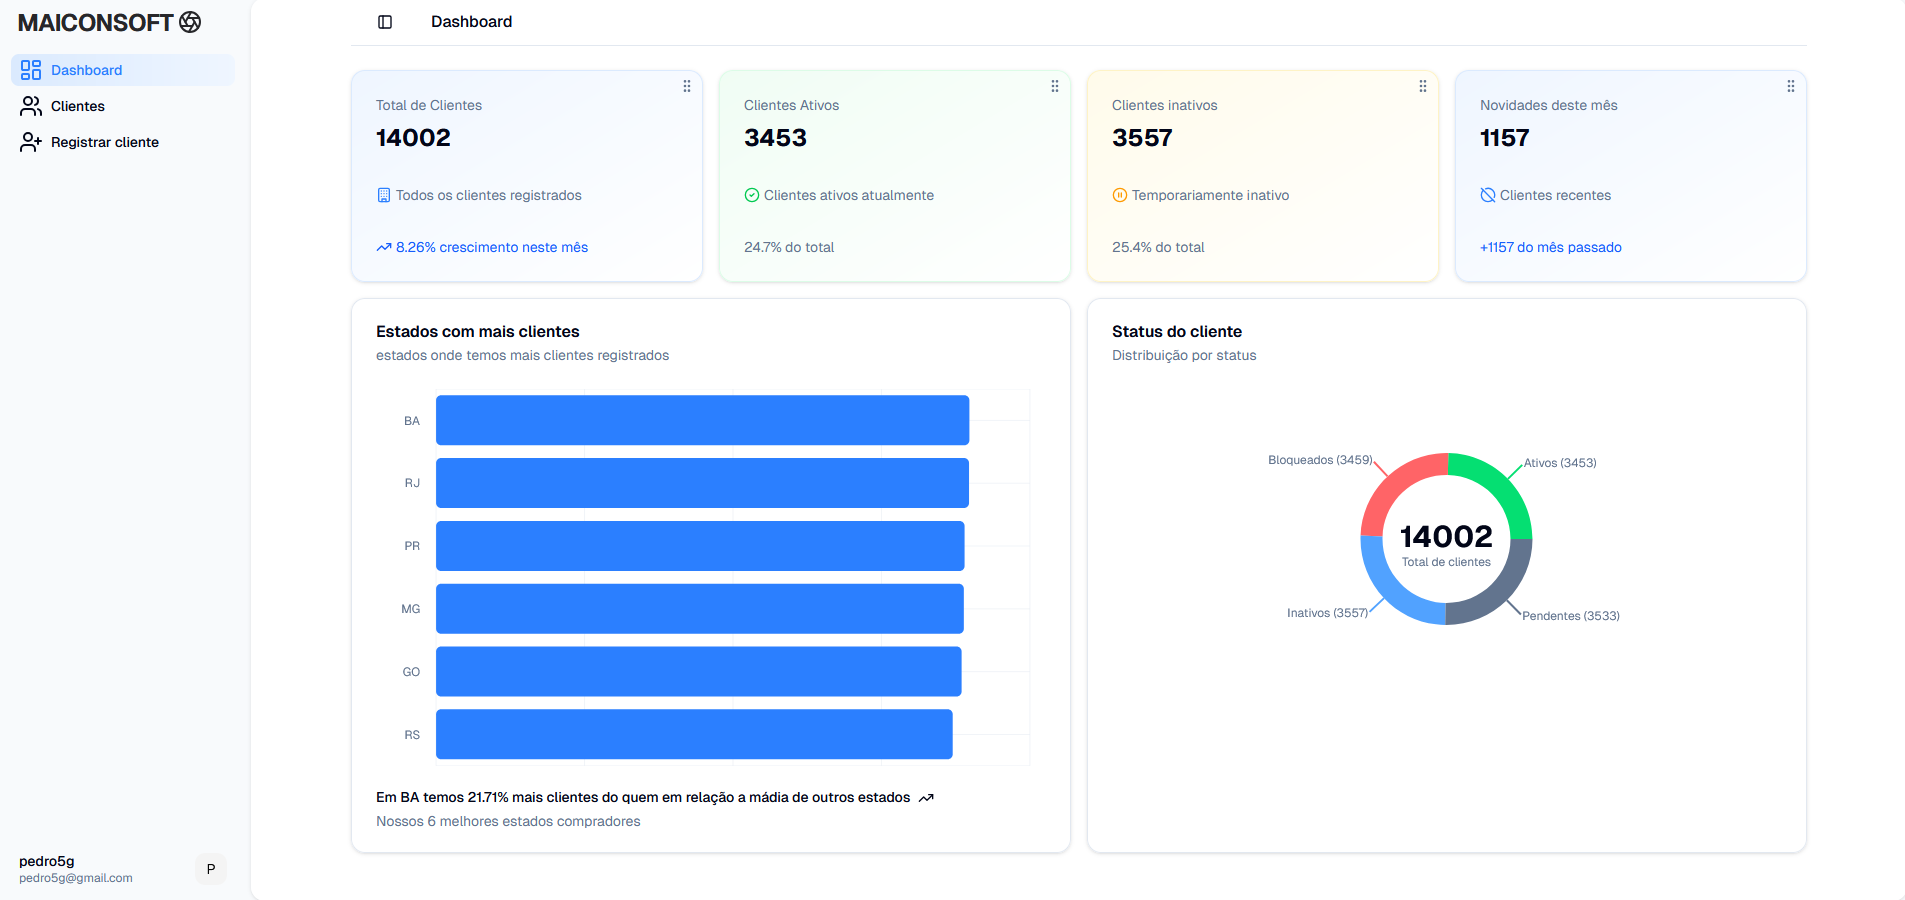 MAICONSOFT
Dashboard
Clientes
Registrar cliente
pedro5g
pedro5g@gmail.com
P
Dashboard
Total de Clientes
14002
Todos os clientes registrados
8.26% crescimento neste mês
Clientes Ativos
3453
Clientes ativos atualmente
24.7% do total
Clientes inativos
3557
Temporariamente inativo
25.4% do total
Novidades deste mês
1157
Clientes recentes
+1157 do mês passado
Estados com mais clientes
estados onde temos mais clientes registrados
BA
RJ
PR
MG
GO
RS
Em BA temos 21.71% mais clientes do quem em relação a mádia de outros estados
Nossos 6 melhores estados compradores
Status do cliente
Distribuição por status
Bloqueados (3459)
Ativos (3453)
14002
Total de clientes
Inativos (3557)
Pendentes (3533)